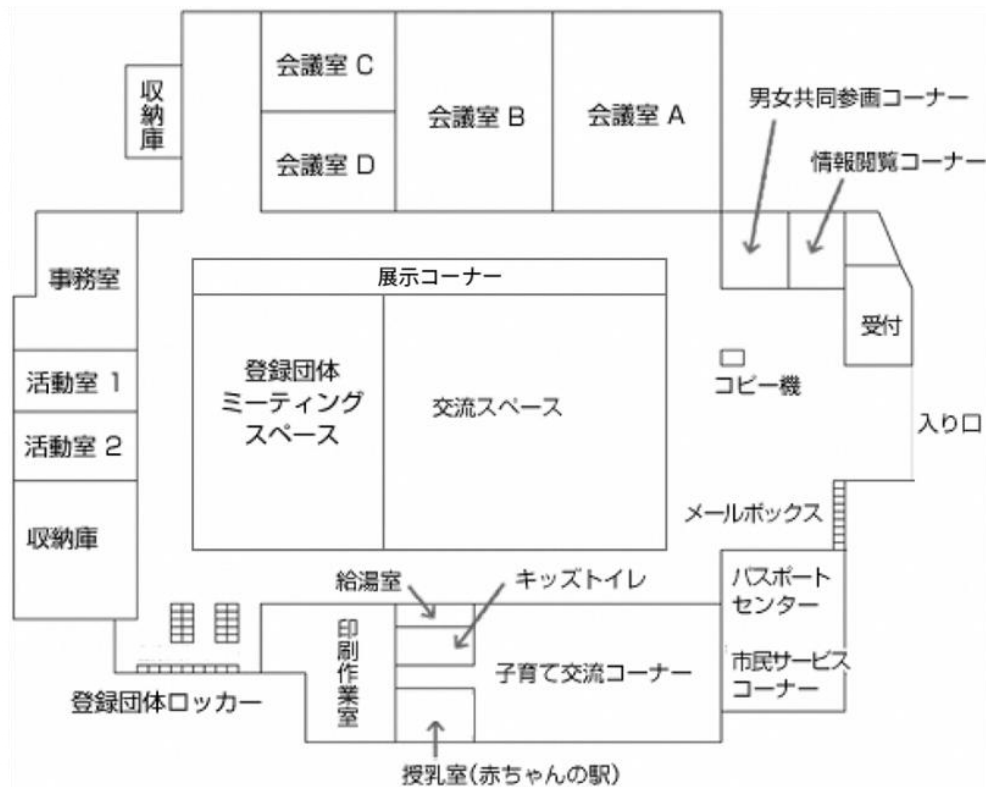 会議室 C
収納庫
会議室 B
会議室 A
男女共同参画コーナー
会議室 D
情報閲覧コーナー
事務室
展示コーナー
受付
活動室 1
登録団体
ミーティング
スペース
交流スペース
コピー機
入り口
活動室 2
収納庫
メールボックス
給湯室
キッズトイレ
パスポート
センター
印刷作業室
子育て交流コーナー
市民サービス
コーナー
登録団体ロッカー
授乳室(赤ちゃんの駅)